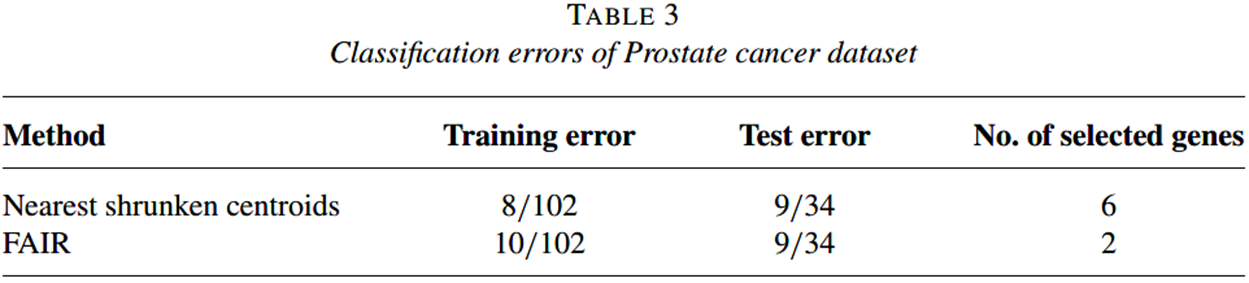 TABLE 3
Classification errors of Prostate cancer dataset
Method Training error Test error No. of selected genes
Nearest shrunken centroids 8/102 9/34 6
FAIR 10/102 9/34 2